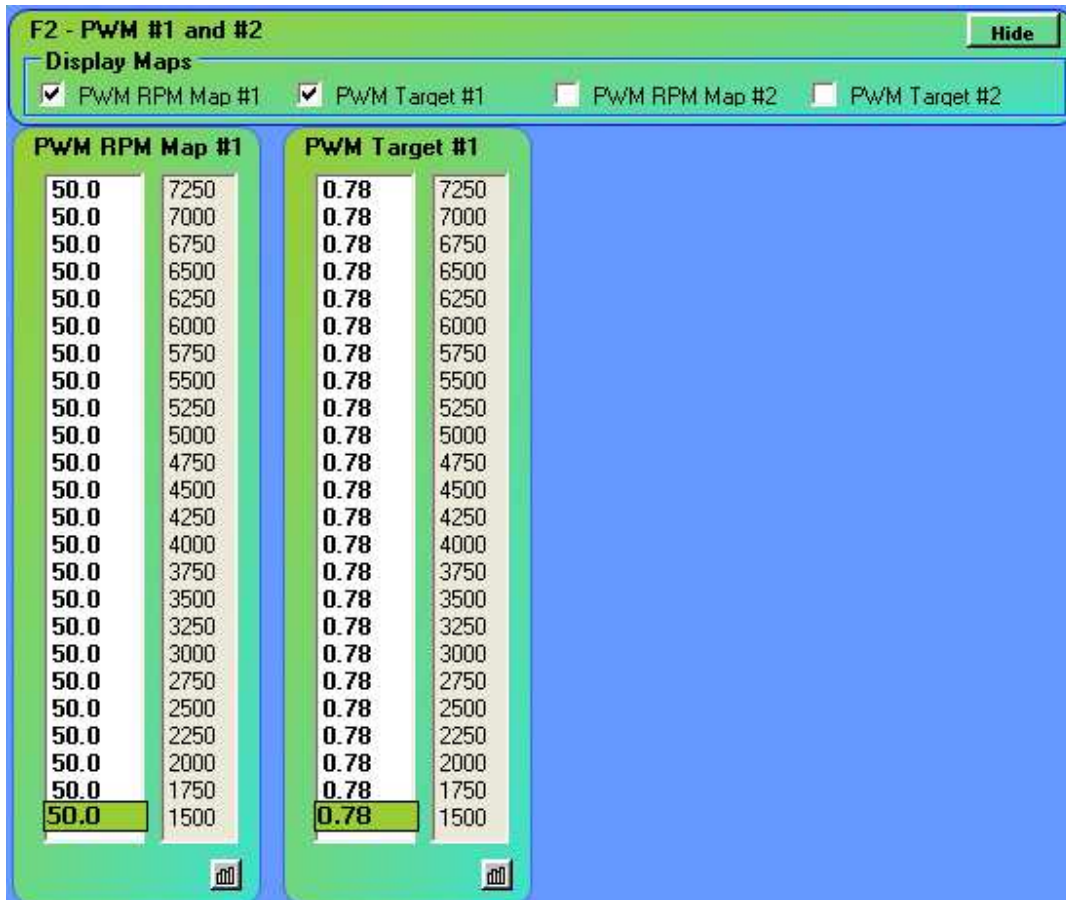 F2 - PWM #1 and #2
Hide
Display Maps
PWM RPM Map #1 PWM Target #1 PWM RPM Map #2 PWM Target #2
PWM RPM Map #1 PWM Target #1
50.0 7250 0.78 7250
50.0 7000 0.78 7000
50.0 6750 0.78 6750
50.0 6500 0.78 6500
50.0 6250 0.78 6250
50.0 6000 0.78 6000
50.0 5750 0.78 5750
50.0 5500 0.78 5500
50.0 5250 0.78 5250
50.0 5000 0.78 5000
50.0 4750 0.78 4750
50.0 4500 0.78 4500
50.0 4250 0.78 4250
50.0 4000 0.78 4000
50.0 3750 0.78 3750
50.0 3500 0.78 3500
50.0 3250 0.78 3250
50.0 3000 0.78 3000
50.0 2750 0.78 2750
50.0 2500 0.78 2500
50.0 2250 0.78 2250
50.0 2000 0.78 2000
50.0 1750 0.78 1750
50.0 1500 0.78 1500